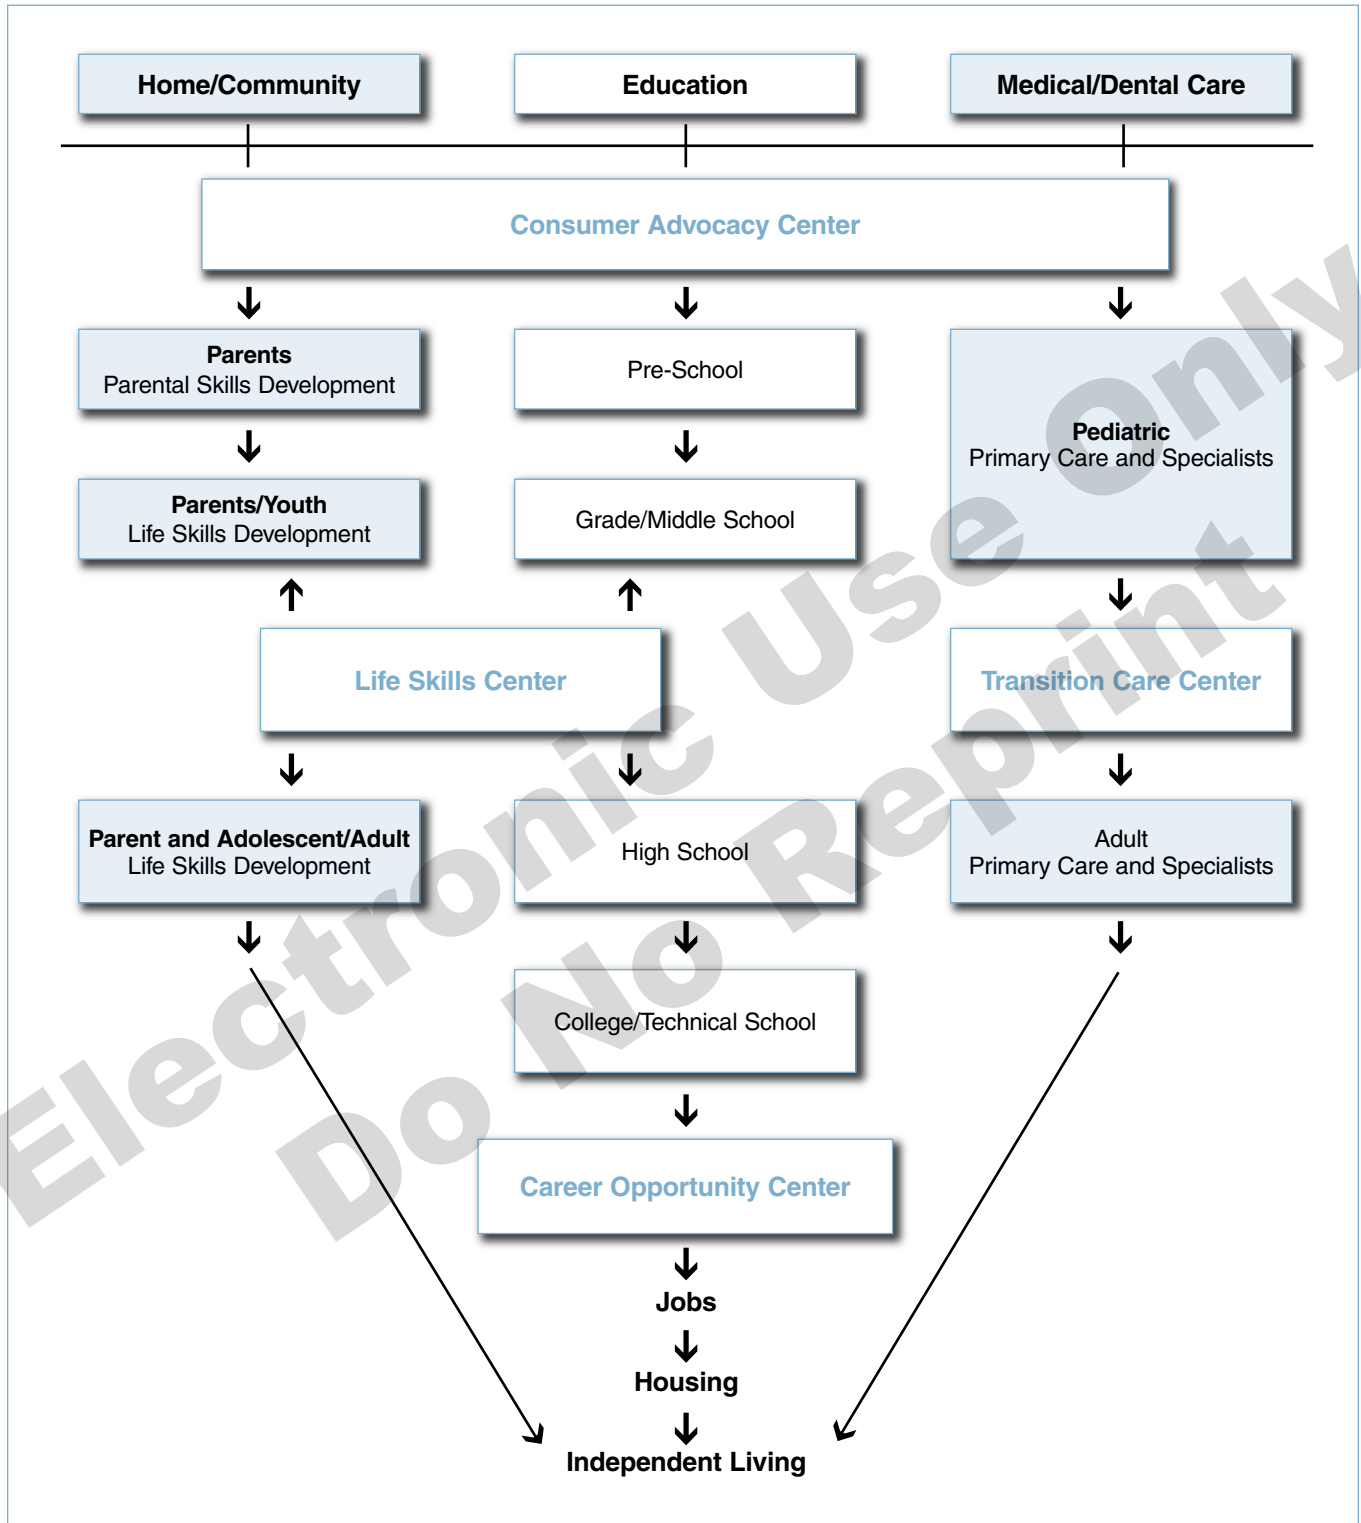 Home/Community
Education
Medical/Dental Care
Consumer Advocacy Center
Parents
Parental Skills Development
Pre-School
Pediatric
Primary Care and Specialists
Parents/Youth
Life Skills Development
Grade/Middle School
Life Skills Center
Transition Care Center
Parent and Adolescent/Adult
Life Skills Development
High School
Adult
Primary Care and Specialists
College/Technical School
Career Opportunity Center
Jobs
Housing
Independent Living
Electronic Use Only
Do No Reprint